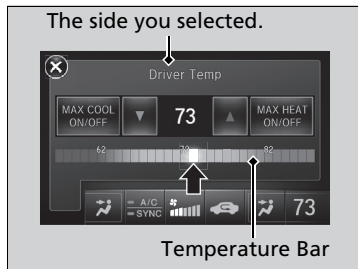 The side you selected.
Driver Temp
MAX COOL
ON/OFF
73
MAX HEAT
ON/OFF
62
72
82
A/C
SYNC
73
Temperature Bar